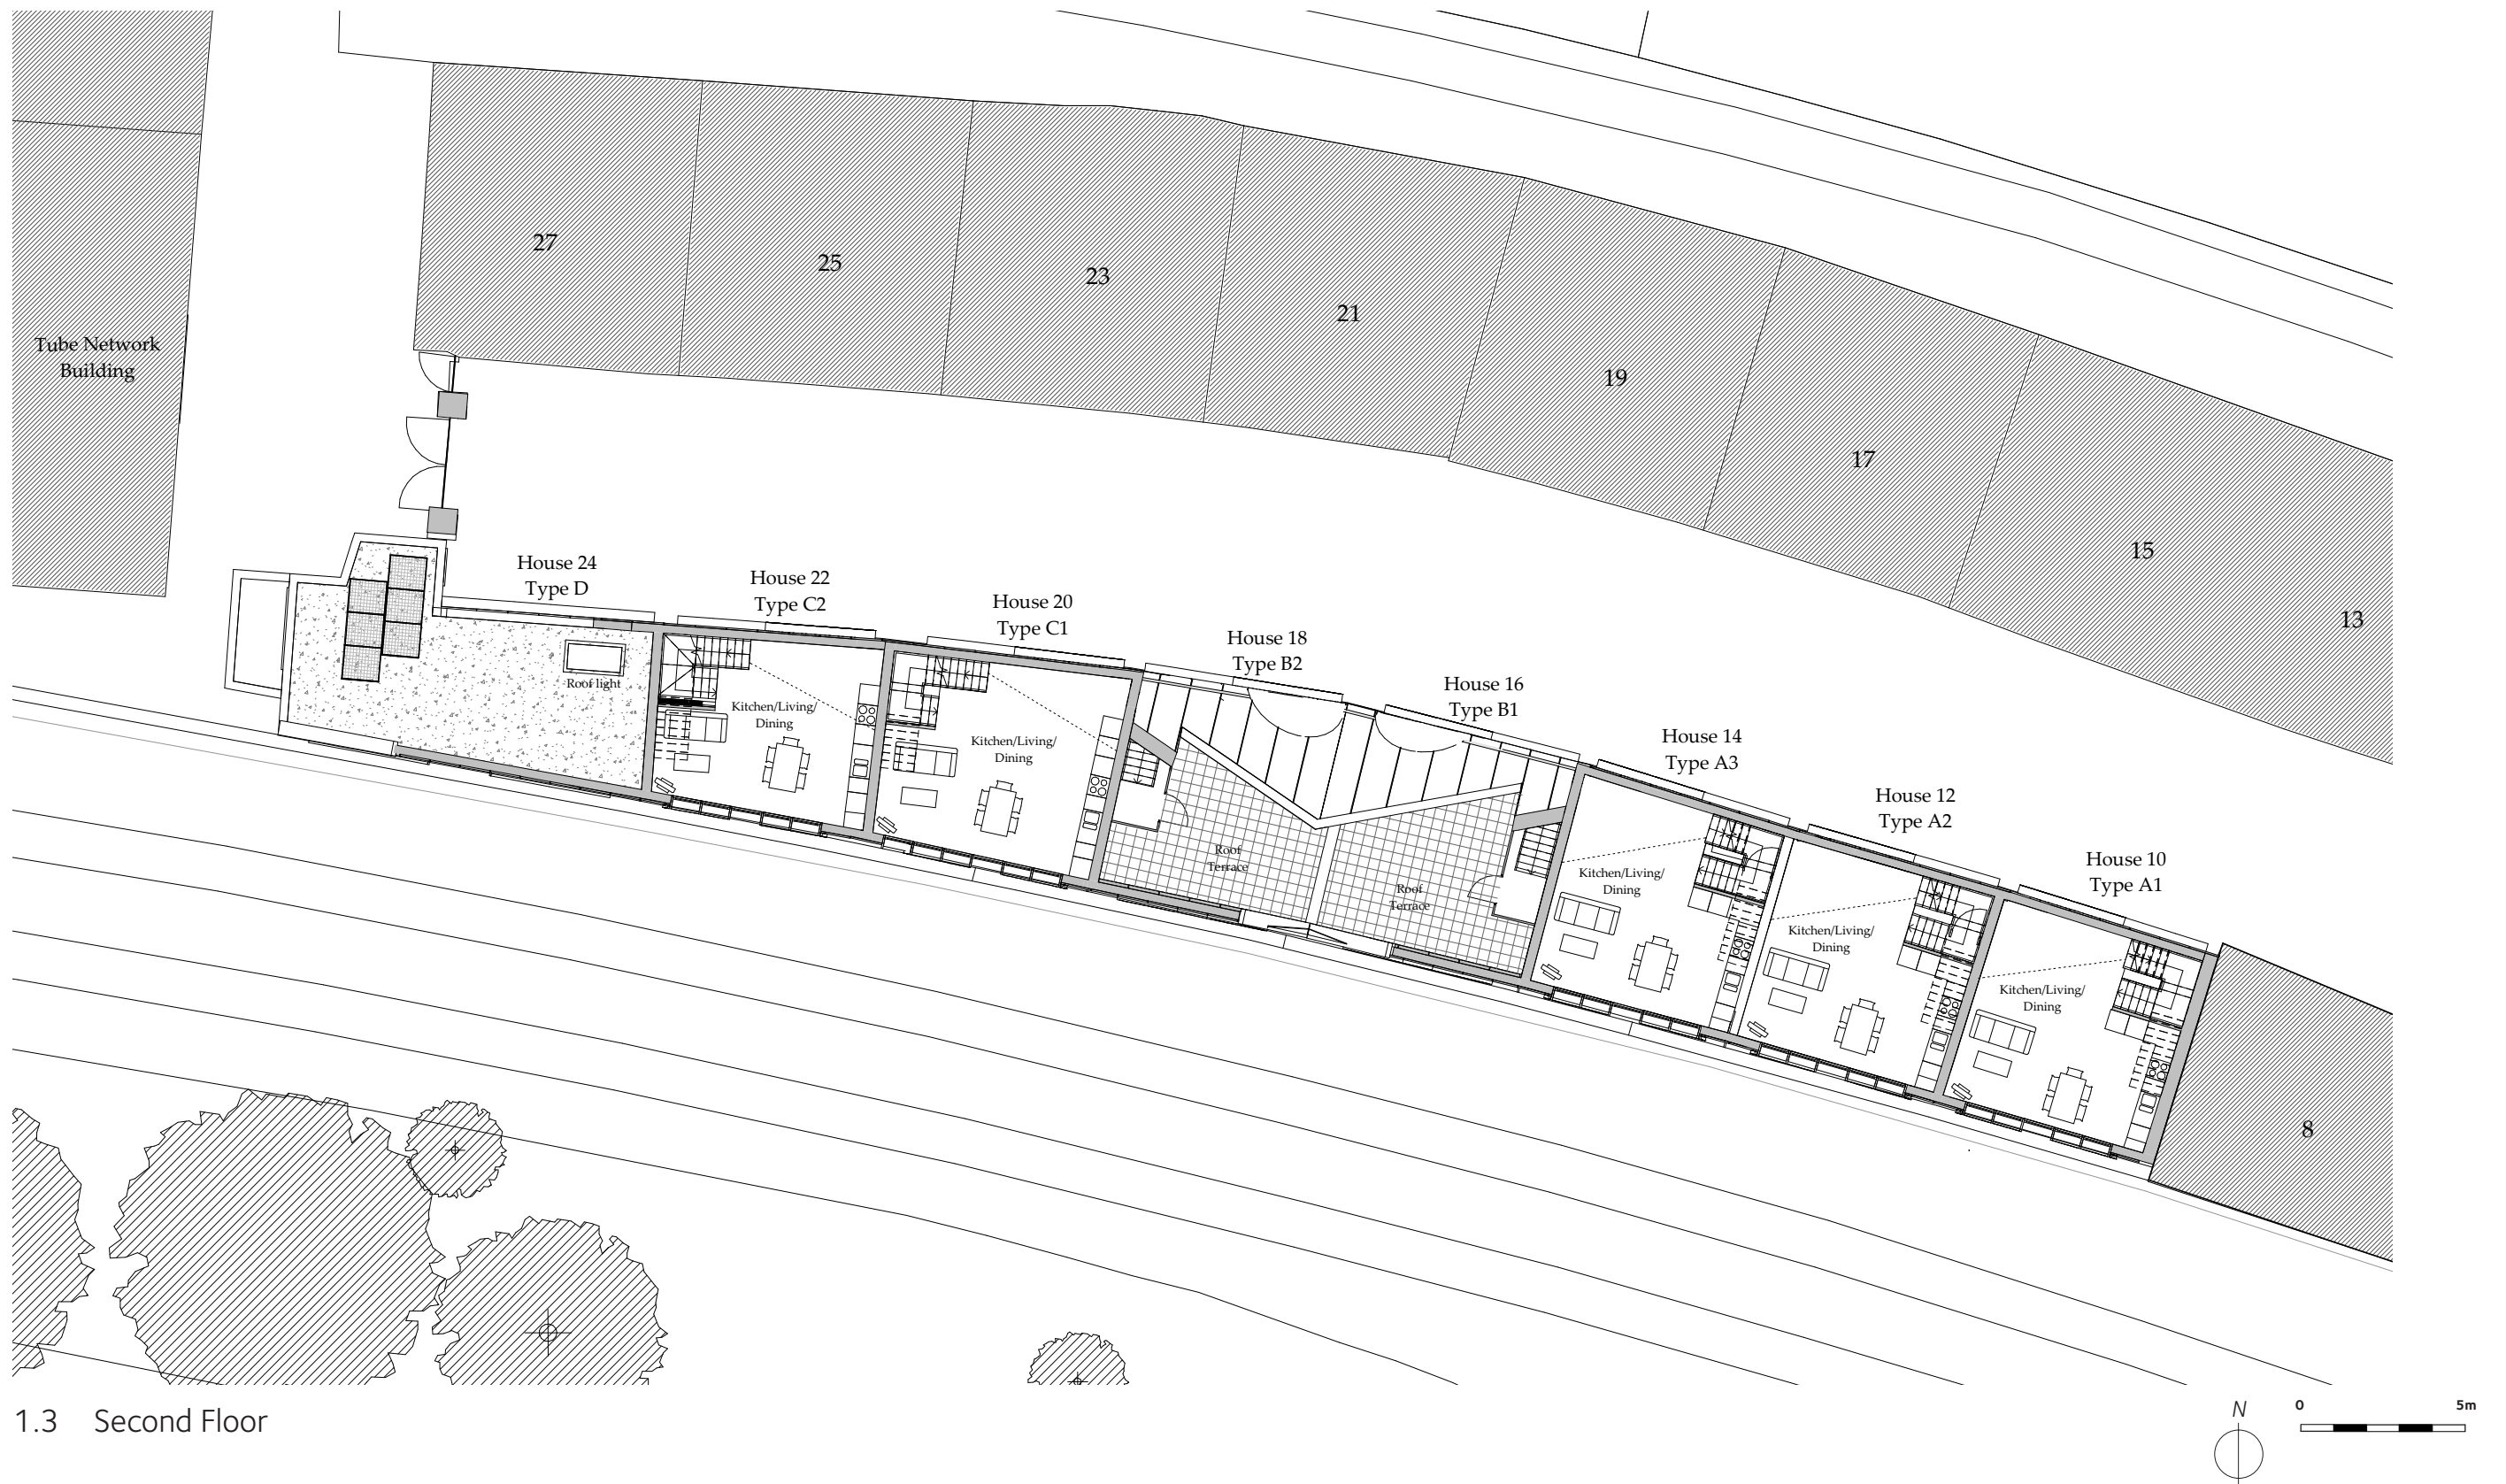 27
25
23
21
19
17
15
13
Tube Network
Building
House 24
Type D
House 22
Type C2
House 20
Type C1
House 18
Type B2
House 16
Type B1
House 14
Type A3
House 12
Type A2
House 10
Type A1
Roof light
Kitchen/Living/
Dining
Kitchen/Living/
Dining
Roof
Terrace
Roof
Terrace
Kitchen/Living/
Dining
Kitchen/Living/
Dining
Kitchen/Living/
Dining
8
1.3 Second Floor
N
0 5m